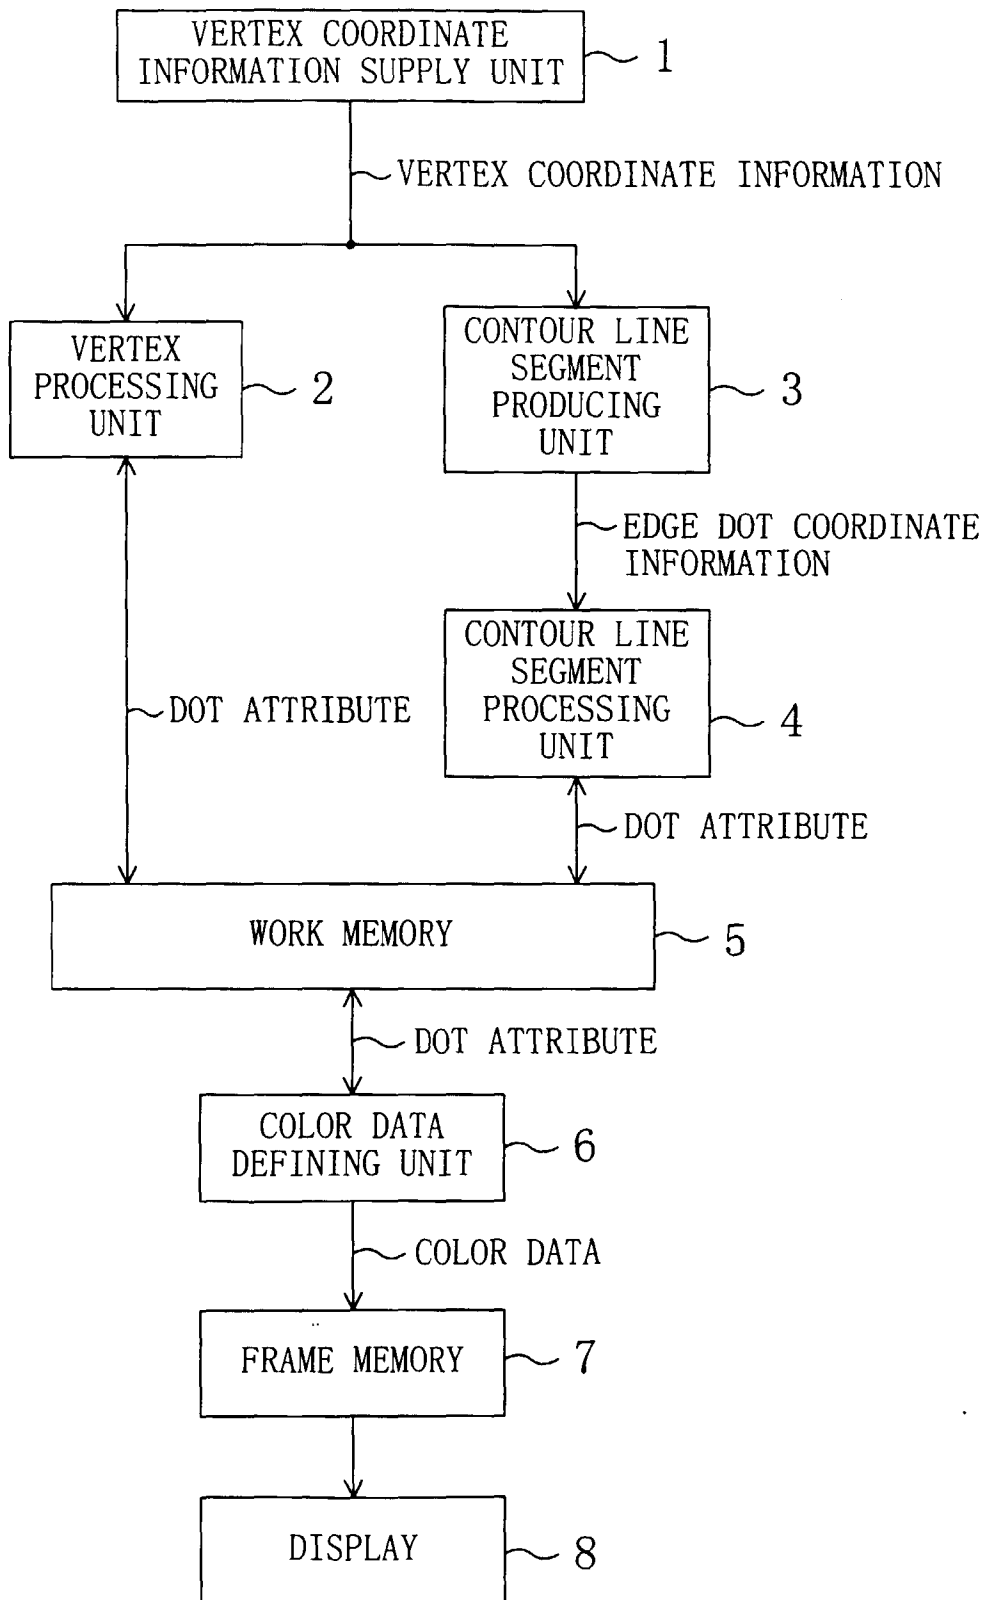 VERTEX COORDINATE
INFORMATION SUPPLY UNIT
1
VERTEX COORDINATE INFORMATION
VERTEX
PROCESSING
UNIT
2
CONTOUR LINE
SEGMENT
PRODUCING
UNIT
3
EDGE DOT COORDINATE
INFORMATION
CONTOUR LINE
SEGMENT
PROCESSING
UNIT
4
DOT ATTRIBUTE
DOT ATTRIBUTE
WORK MEMORY
5
DOT ATTRIBUTE
COLOR DATA
DEFINING UNIT
6
COLOR DATA
FRAME MEMORY
7
DISPLAY
8